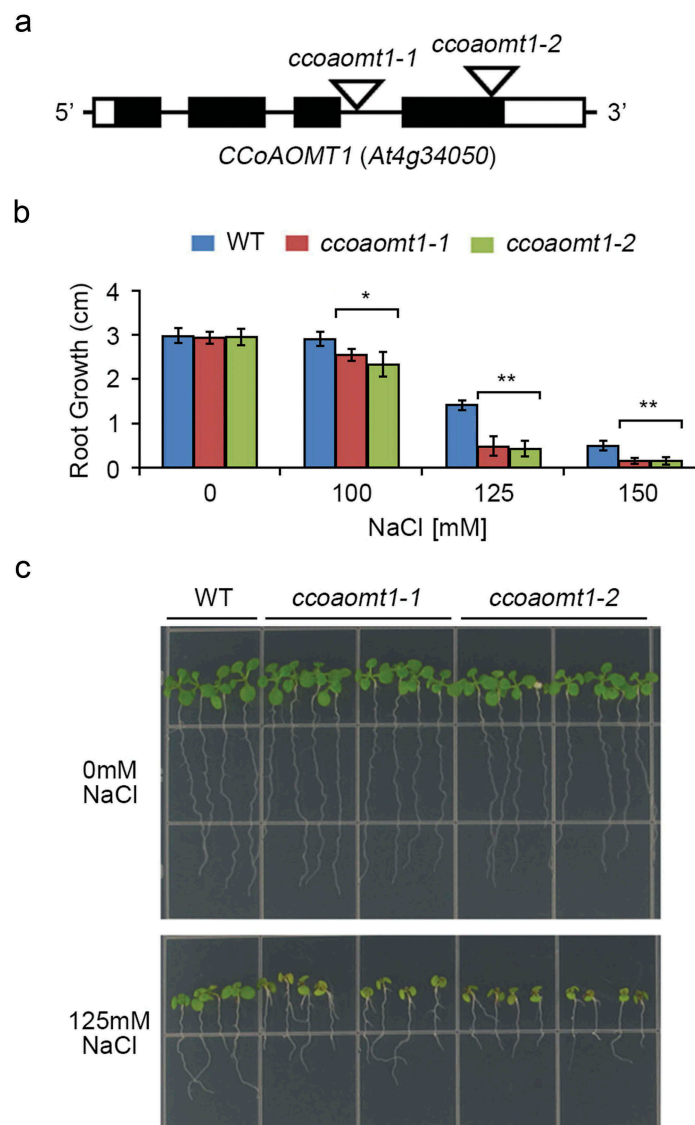 a
ccoaomt1-1
ccoaomt1-2
5’
3’
CCoAOMT1 (At4g34050)
b
WT ccoaomt1-1 ccoaomt1-2
Root Growth (cm)
4
3
2
1
0
*
**
**
0 100 125 150
NaCl [mM]
c
WT ccoaomt1-1 ccoaomt1-2
0mM
NaCl
125mM
NaCl